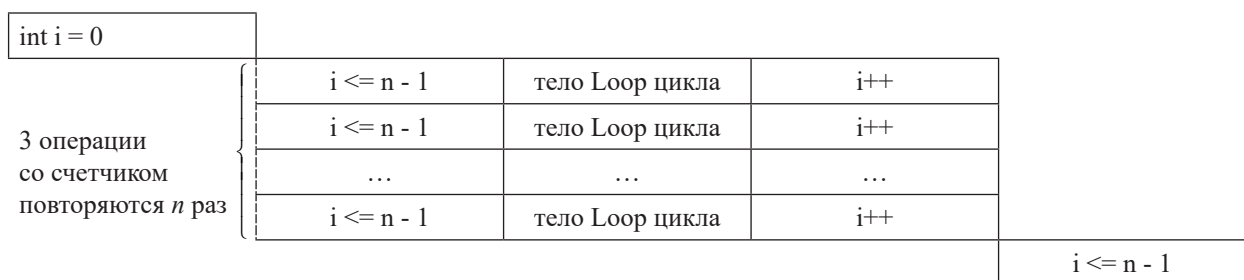 int i = 0
i <= n - 1 тело Loop цикла i++
i <= n - 1 тело Loop цикла i++
3 операции
со счетчиком
повторяются n раз
… … …
i <= n - 1 тело Loop цикла i++
i <= n - 1